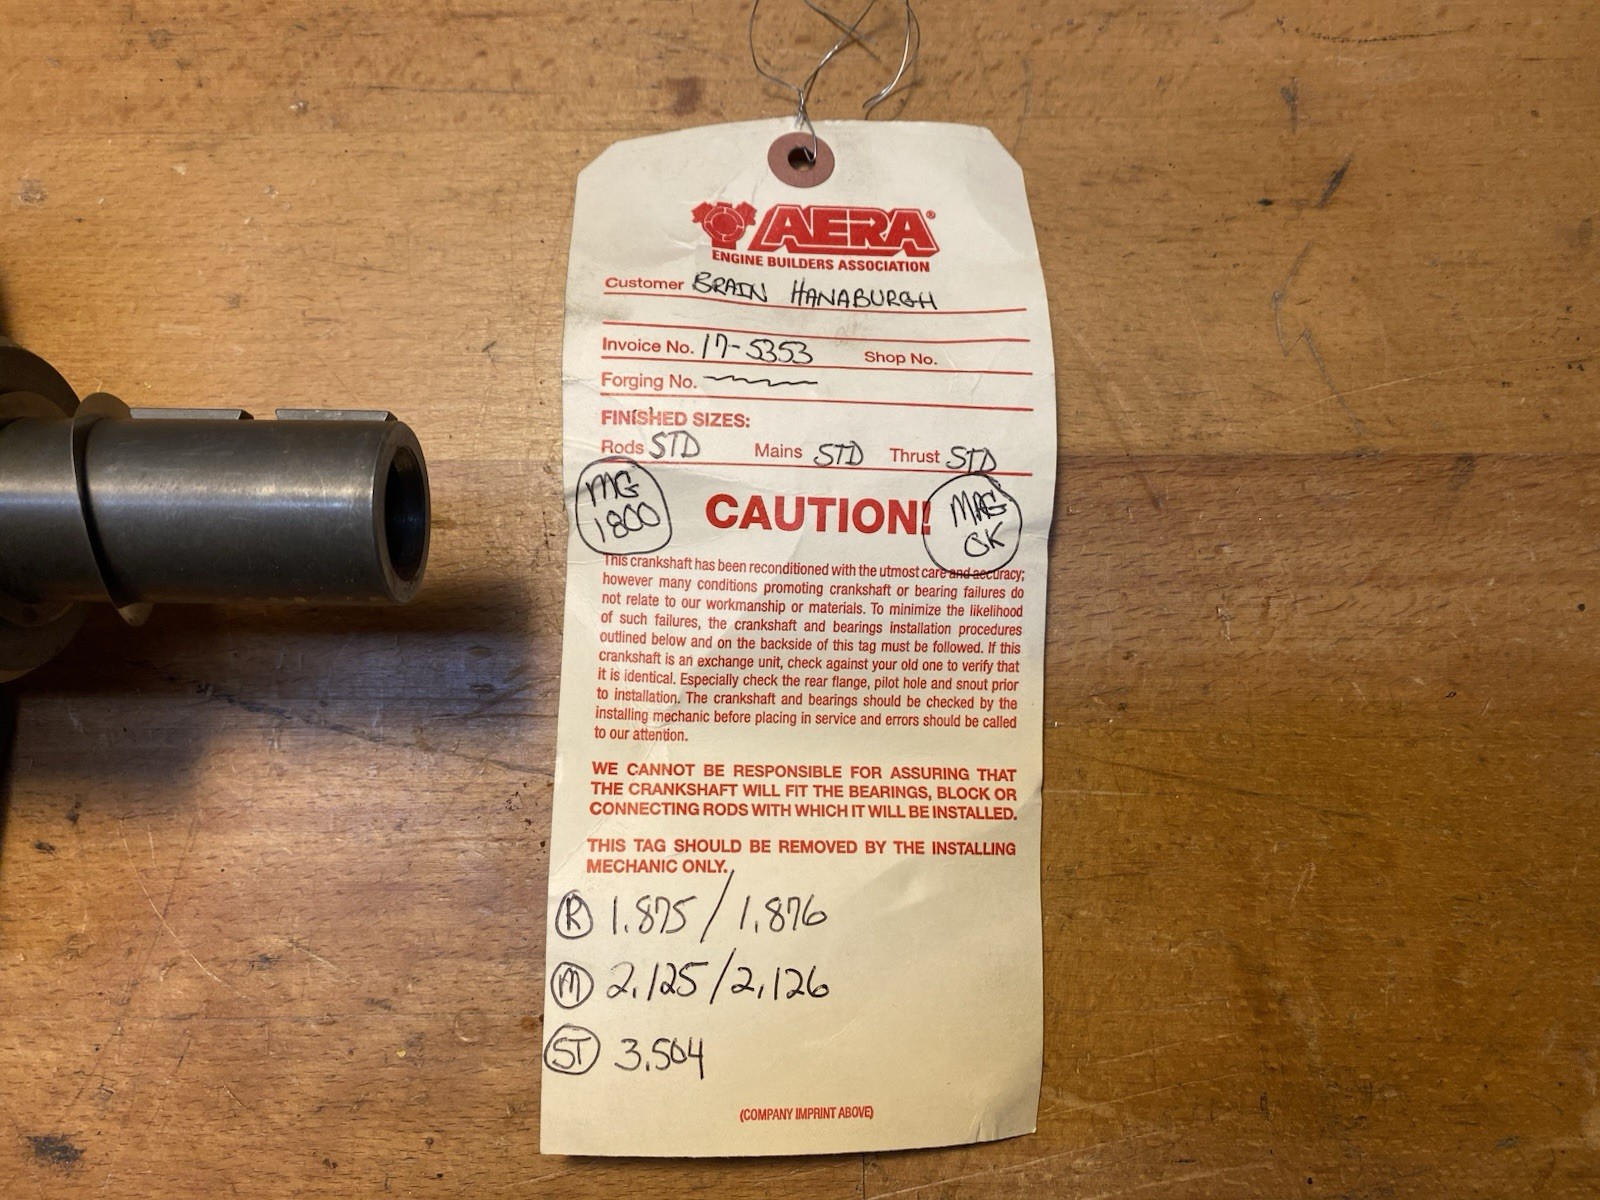 AERA®
ENGINE BUILDERS ASSOCIATION
Customer BRAIN HANABURGH
Invoice No. 17-5353 Shop No.
Forging No.
FINISHED SIZES:
Rods STD Mains STD Thrust STD
MG
1800
CAUTION!
MAG
OK
This crankshaft has been reconditioned with the utmost care and accuracy;
however many conditions promoting crankshaft or bearing failures do
not relate to our workmanship or materials. To minimize the likelihood
of such failures, the crankshaft and bearings installation procedures
outlined below and on the backside of this tag must be followed. If this
crankshaft is an exchange unit, check against your old one to verify that
it is identical. Especially check the rear flange, pilot hole and snout prior
to installation. The crankshaft and bearings should be checked by the
installing mechanic before placing in service and errors should be called
to our attention.
WE CANNOT BE RESPONSIBLE FOR ASSURING THAT
THE CRANKSHAFT WILL FIT THE BEARINGS, BLOCK OR
CONNECTING RODS WITH WHICH IT WILL BE INSTALLED.
THIS TAG SHOULD BE REMOVED BY THE INSTALLING
MECHANIC ONLY.
R 1.875/1.876
M 2.125/2.126
ST 3.504
(COMPANY IMPRINT ABOVE)